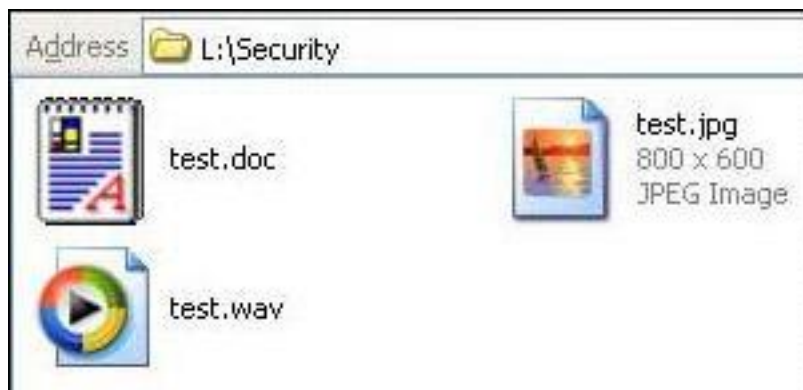 Address L:\Security
test.doc
test.jpg
800 x 600
JPEG Image
test.wav